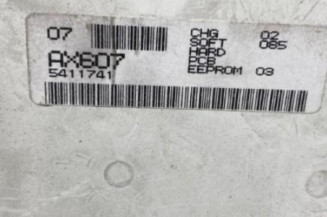 07
AX607
5411741
CHG 02
SOFT 085
HARD
PCB
EEPROM 03